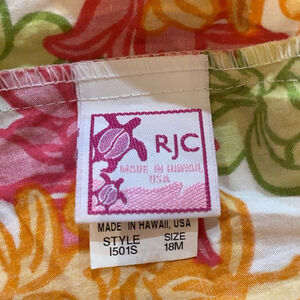 RJC
MADE IN HAWAII,
USA
MADE IN HAWAII, USA
STYLE SIZE
I501S 18M